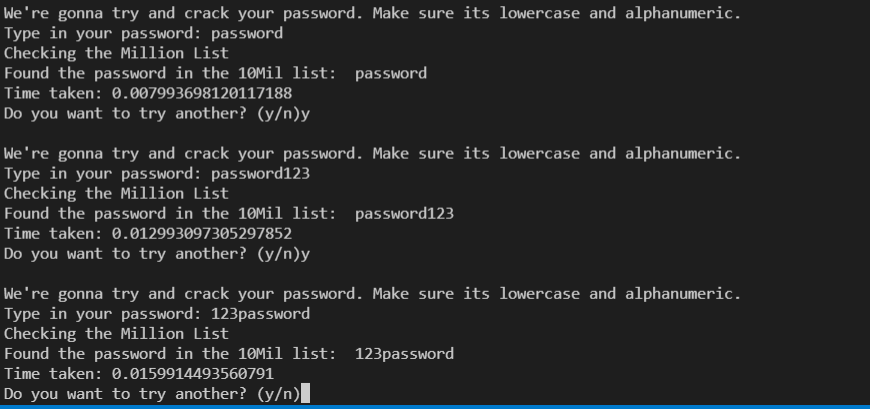 We're gonna try and crack your password. Make sure its lowercase and alphanumeric.
Type in your password: password
Checking the Million List
Found the password in the 10Mil list:  password
Time taken: 0.007993698120117188
Do you want to try another? (y/n)y
We're gonna try and crack your password. Make sure its lowercase and alphanumeric.
Type in your password: password123
Checking the Million List
Found the password in the 10Mil list:  password123
Time taken: 0.012993097305297852
Do you want to try another? (y/n)y
We're gonna try and crack your password. Make sure its lowercase and alphanumeric.
Type in your password: 123password
Checking the Million List
Found the password in the 10Mil list:  123password
Time taken: 0.0159914493560791
Do you want to try another? (y/n)